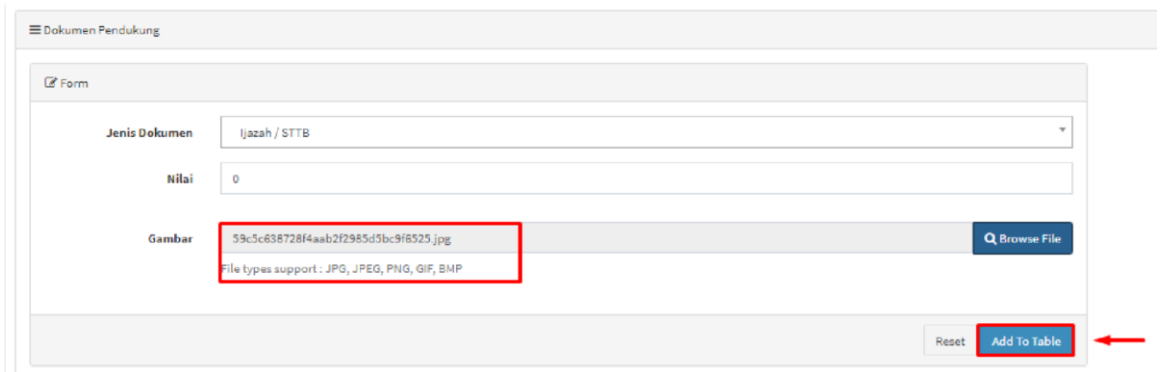 Dokumen Pendukung
Form
Jenis Dokumen Ijazah / STTB
Nilai 0
Gambar 59c5c638728f4aab2f2985d5bc9f6525.jpg Browse File
File types support : JPG, JPEG, PNG, GIF, BMP
Reset Add To Table